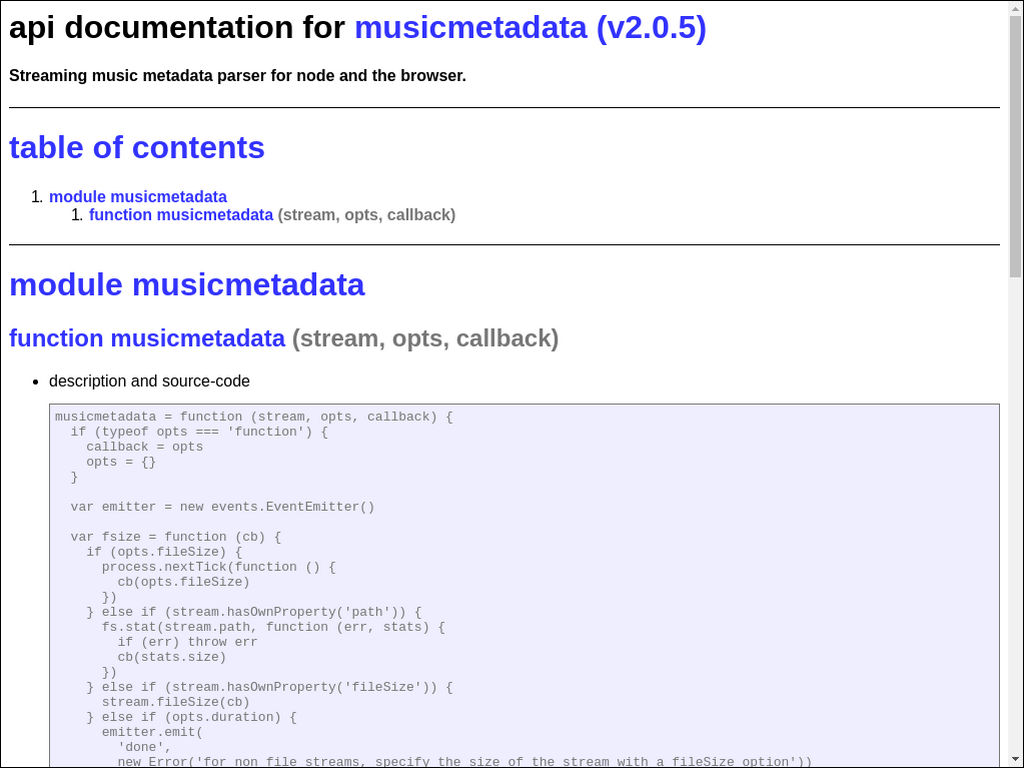 api documentation for musicmetadata (v2.0.5)
Streaming music metadata parser for node and the browser.
table of contents
1. module musicmetadata
1. function musicmetadata (stream, opts, callback)
module musicmetadata
function musicmetadata (stream, opts, callback)
• description and source-code
musicmetadata = function (stream, opts, callback) {
  if (typeof opts === 'function') {
    callback = opts
    opts = {}
  }
  var emitter = new events.EventEmitter()
  var fsize = function (cb) {
    if (opts.fileSize) {
      process.nextTick(function () {
        cb(opts.fileSize)
      })
    } else if (stream.hasOwnProperty('path')) {
      fs.stat(stream.path, function (err, stats) {
        if (err) throw err
        cb(stats.size)
      })
    } else if (stream.hasOwnProperty('fileSize')) {
      stream.fileSize(cb)
    } else if (opts.duration) {
      emitter.emit(
        'done',
        new Error('for non file streams, specify the size of the stream with a fileSize option'))